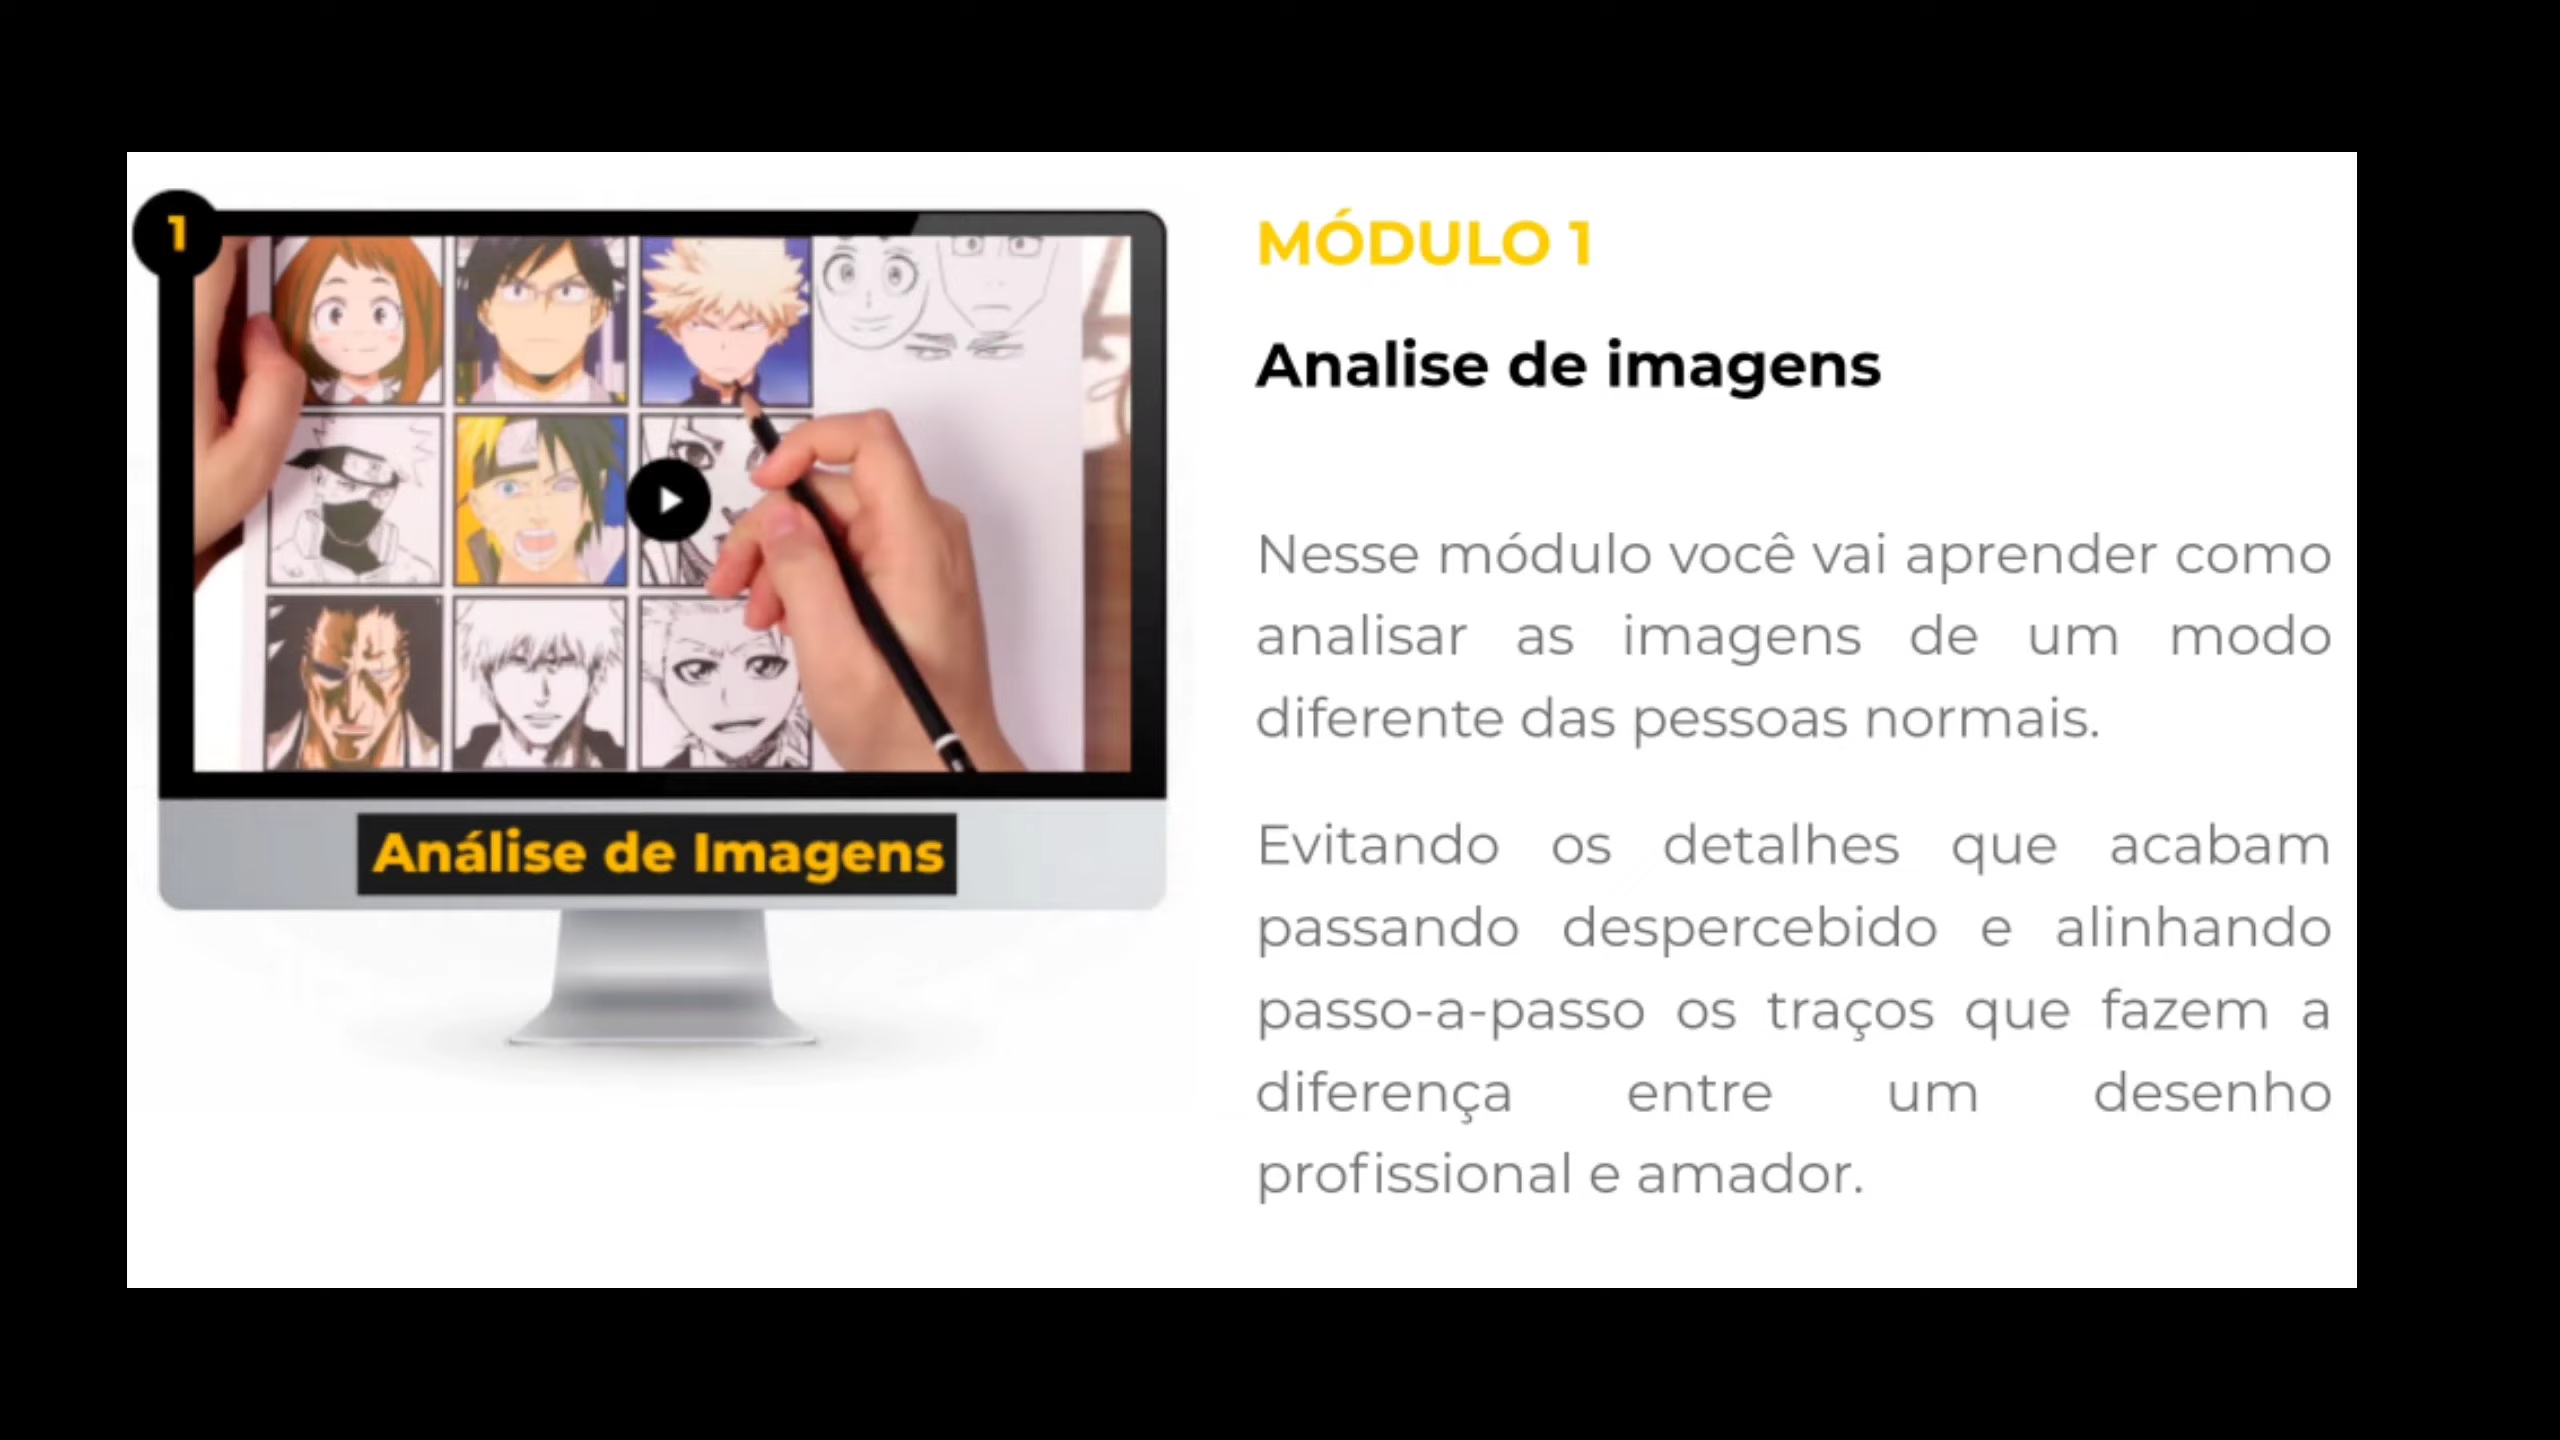 1
Análise de Imagens
MÓDULO 1
Analise de imagens
Nesse módulo você vai aprender como
analisar as imagens de um modo
diferente das pessoas normais.
Evitando os detalhes que acabam
passando despercebido e alinhando
passo-a-passo os traços que fazem a
diferença entre um desenho
profissional e amador.